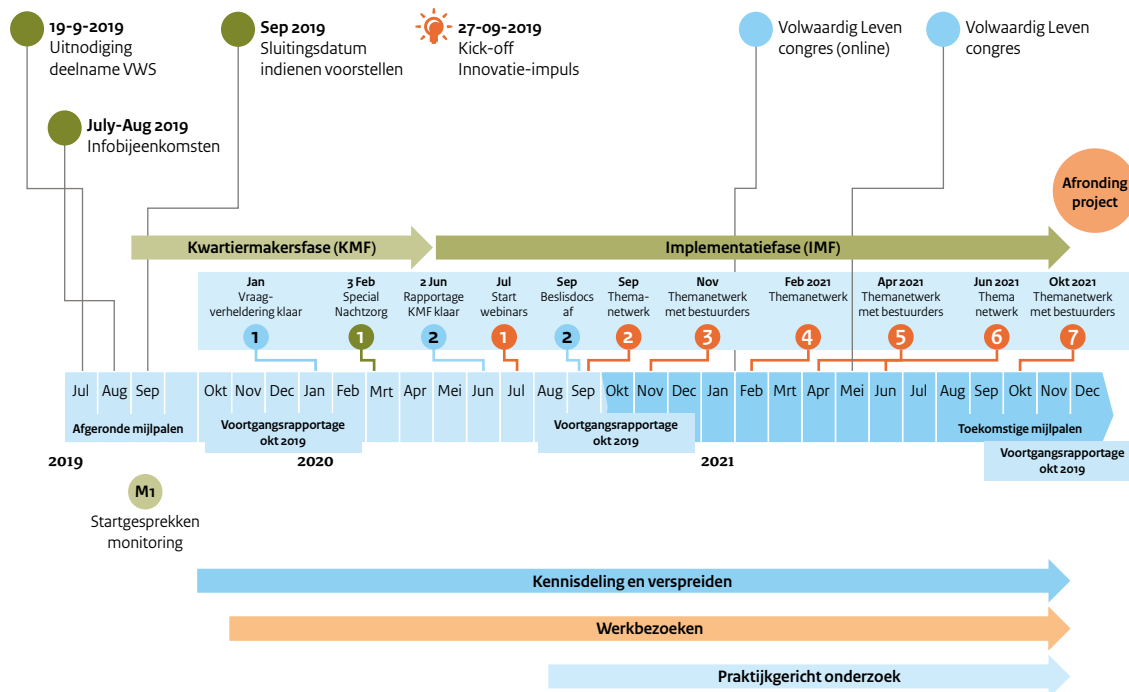 19-9-2019
Uitnodiging
deelname VWS
Sep 2019
Sluitingsdatum
indienen voorstellen
27-09-2019
Kick-off
Innovatie-impuls
Volwaardig Leven
congres (online)
Volwaardig Leven
congres
July-Aug 2019
Infobijeenkomsten
Afronding
project
Kwartiermakersfase (KMF)
Implementatiefase (IMF)
Jan
Vraag-
verheldering klaar
1
3 Feb
Special
Nachtzorg
1
2 Jun
Rapportage
KMF klaar
2
Jul
Start
webinars
1
Sep
Beslisdocs
af
2
Sep
Thema-
netwerk
2
Nov
Themanetwerk
met bestuurders
3
Feb 2021
Themanetwerk
4
Apr 2021
Themanetwerk
met bestuurders
5
Jun 2021
Thema
netwerk
6
Okt 2021
Themanetwerk
met bestuurders
7
Jul Aug Sep Okt Nov Dec Jan Feb Mrt Apr Mei Jun Jul Aug Sep Okt Nov Dec Jan Feb Mrt Apr Mei Jun Jul Aug Sep Okt Nov Dec
Afgeronde mijlpalen
Voortgangsrapportage
okt 2019
Voortgangsrapportage
okt 2019
Toekomstige mijlpalen
Voortgangsrapportage
okt 2019
2019 2020 2021
M1
Startgesprekken
monitoring
Kennisdeling en verspreiden
Werkbezoeken
Praktijkgericht onderzoek